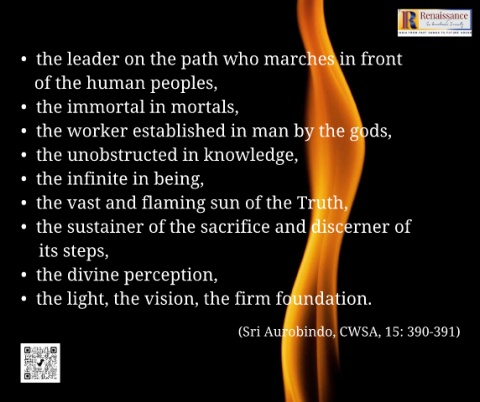 Renaissance
• the leader on the path who marches in front
of the human peoples,
• the immortal in mortals,
• the worker established in man by the gods,
• the unobstructed in knowledge,
• the infinite in being,
• the vast and flaming sun of the Truth,
• the sustainer of the sacrifice and discerner of
its steps,
• the divine perception,
• the light, the vision, the firm foundation.
(Sri Aurobindo, CWSA, 15: 390-391)